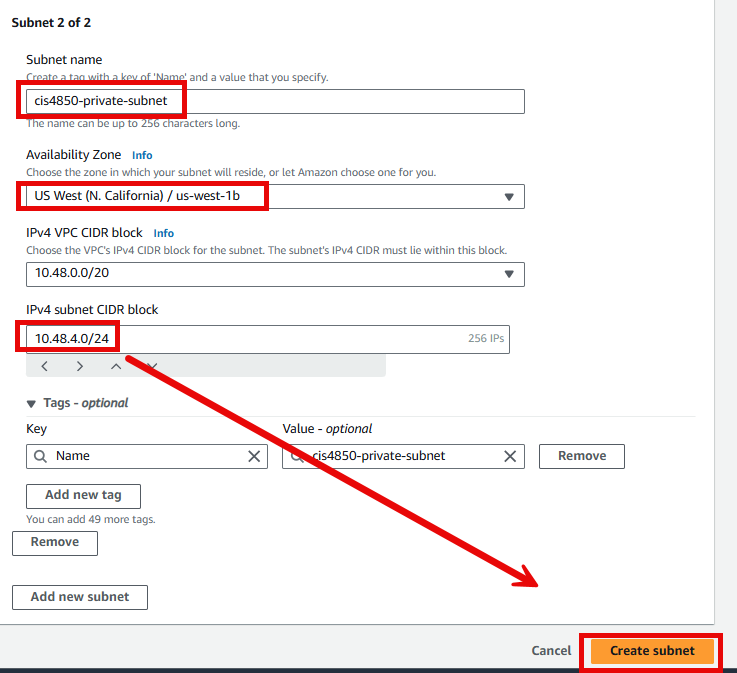 Subnet 2 of 2
Subnet name
Create a tag with a key of 'Name' and a value that you specify.
cis4850-private-subnet
The name can be up to 256 characters long.
Availability Zone Info
Choose the zone in which your subnet will reside, or let Amazon choose one for you.
US West (N. California) / us-west-1b
IPv4 VPC CIDR block Info
Choose the VPC's IPv4 CIDR block for the subnet. The subnet's IPv4 CIDR must lie within this block.
10.48.0.0/20
IPv4 subnet CIDR block
10.48.4.0/24 256 IPs
Tags - optional
Key Value - optional
Name cis4850-private-subnet Remove
Add new tag
You can add 49 more tags.
Remove
Add new subnet
Cancel Create subnet